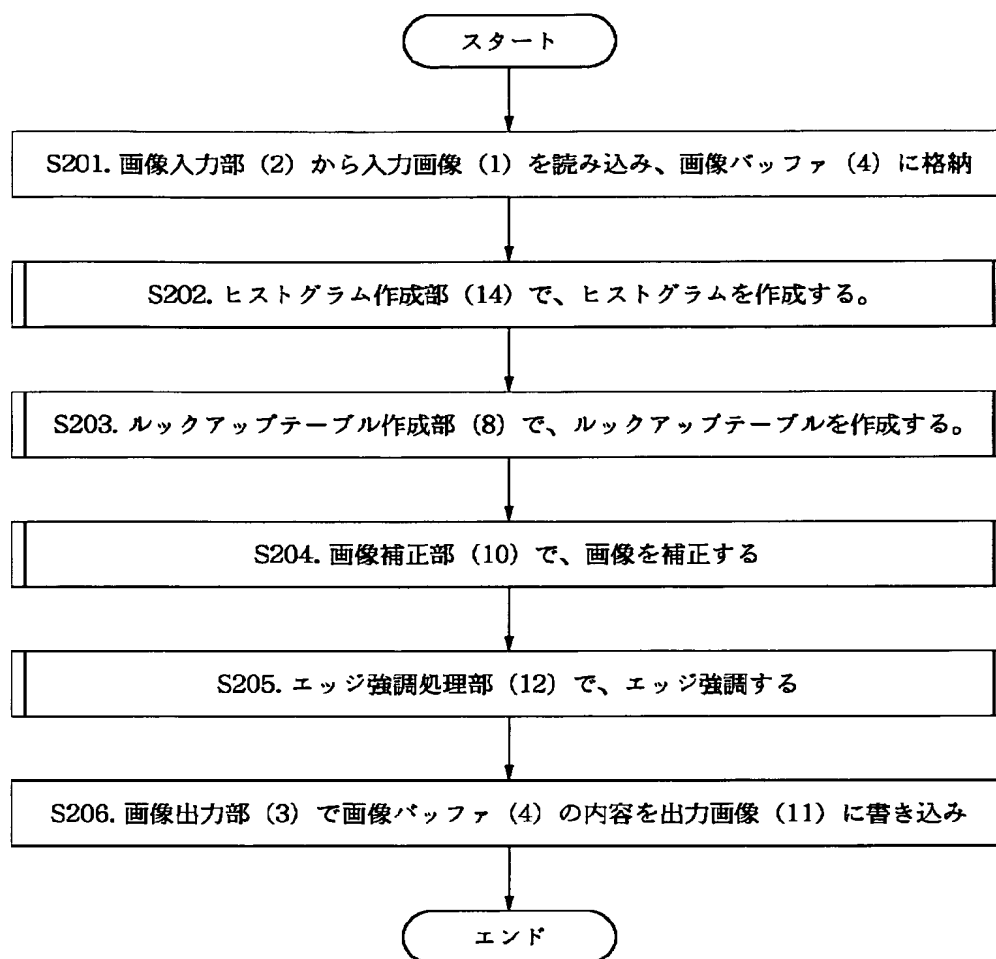 スタート
S201. 画像入力部（2）から入力画像（1）を読み込み、画像バッファ（4）に格納
S202. ヒストグラム作成部（14）で、ヒストグラムを作成する。
S203. ルックアップテーブル作成部（8）で、ルックアップテーブルを作成する。
S204. 画像補正部（10）で、画像を補正する
S205. エッジ強調処理部（12）で、エッジ強調する
S206. 画像出力部（3）で画像バッファ（4）の内容を出力画像（11）に書き込み
エンド